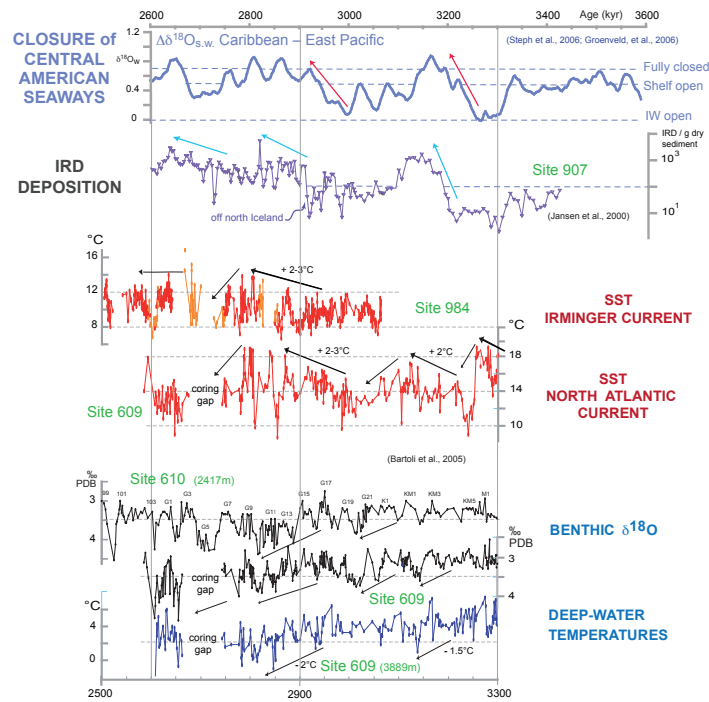 2600 2800 3000 3200 3400 Age (kyr) 3600
CLOSURE of
CENTRAL
AMERICAN
SEAWAYS
Δδ18Os.w. Caribbean – East Pacific
(Steph et al., 2006; Groenveld, et al., 2006)
δ18Ow
1.2
0.4
0
Fully closed
Shelf open
IW open
IRD
DEPOSITION
IRD / g dry
sediment
10³
10¹
Site 907
off north Iceland
(Jansen et al., 2000)
°C
16
12
8
+ 2-3°C
Site 984
SST
IRMINGER CURRENT
°C
18
14
10
+ 2-3°C
+ 2°C
coring
gap
Site 609
SST
NORTH ATLANTIC
CURRENT
(Bartoli et al., 2005)
Site 610 (2417m)
‰
PDB
3
4
99 101 103 G1 G3 G5 G7 G9 G11 G13 G15 G17 G19 G21 K1 KM1 KM3 KM5 M1
BENTHIC δ18O
‰
PDB
3
4
coring
gap
Site 609
°C
4
0
coring
gap
DEEP-WATER
TEMPERATURES
- 2°C
Site 609 (3889m)
- 1.5°C
2500 2900 3300